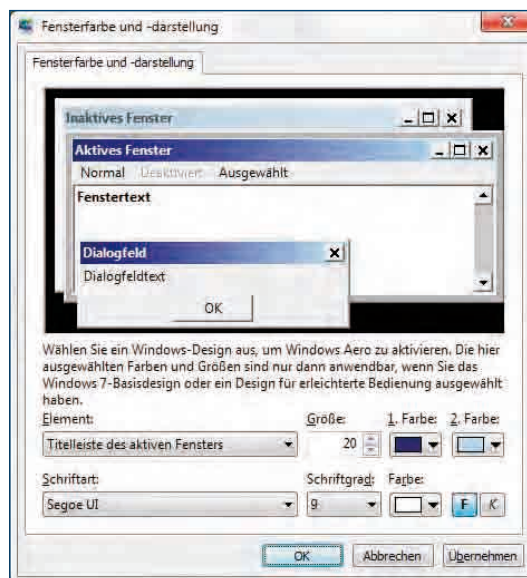 Fensterfarbe und -darstellung
Fensterfarbe und -darstellung
Inaktives Fenster
Aktives Fenster
Normal Deaktiviert Ausgewählt
Fenstertext
Dialogfeld
Dialogfeldtext
OK
Wählen Sie ein Windows-Design aus, um Windows Aero zu aktivieren. Die hier
ausgewählten Farben und Größen sind nur dann anwendbar, wenn Sie das
Windows 7-Basisdesign oder ein Design für erleichterte Bedienung ausgewählt
haben.
Element: Größe: 1. Farbe: 2. Farbe:
Titelleiste des aktiven Fensters 20
Schriftart: Schriftgrad: Farbe:
Segoe UI 9 F K
OK Abbrechen Übernehmen